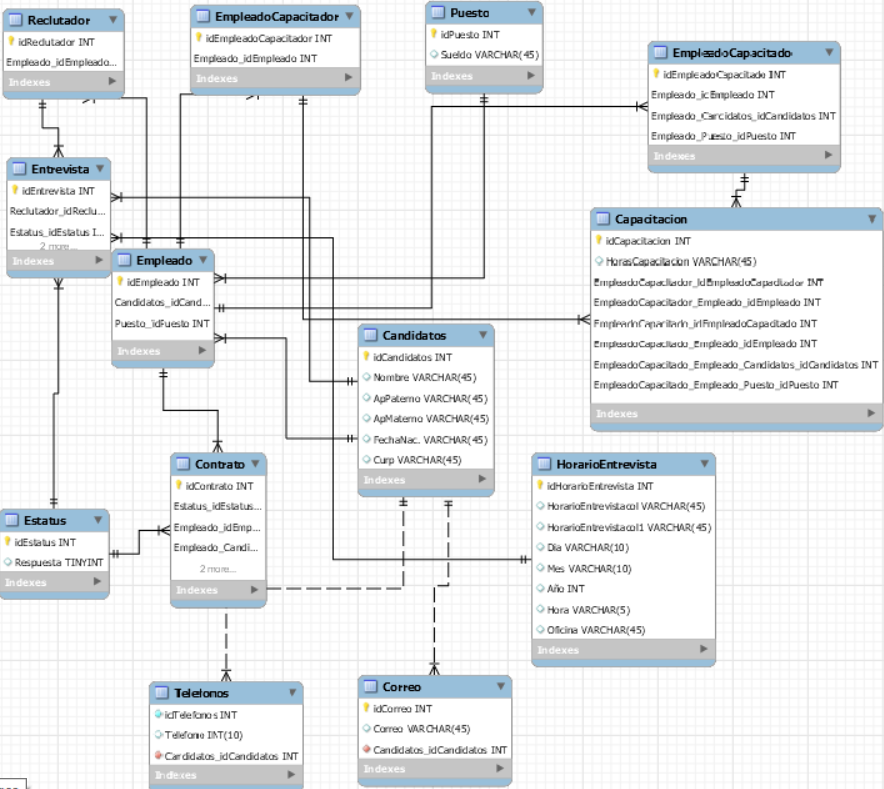 Reclutador
idReclutador INT
Empleado_idEmpleado...
Indexes
EmpleadoCapacitador
idEmpleadoCapacitador INT
Empleado_idEmpleado INT
Indexes
Puesto
idPuesto INT
Sueldo VARCHAR(45)
Indexes
EmpleadoCapacitado
idEmpleadoCapacitado INT
Empleado_idEmpleado INT
Empleado_Candidatos_idCandidatos INT
Empleado_Puesto_idPuesto INT
Indexes
Entrevista
idEntrevista INT
Reclutador_idReclu...
Estatus_idEstatus I...
2 more...
Indexes
Empleado
idEmpleado INT
Candidatos_idCand...
Puesto_idPuesto INT
Indexes
Capacitacion
idCapacitacion INT
HorasCapacitacion VARCHAR(45)
EmpleadoCapacitador_idEmpleadoCapacitador INT
EmpleadoCapacitador_Empleado_idEmpleado INT
EmpleadoCapacitado_idEmpleadoCapacitado INT
EmpleadoCapacitado_Empleado_idEmpleado INT
EmpleadoCapacitado_Empleado_Candidatos_idCandidatos INT
EmpleadoCapacitado_Empleado_Puesto_idPuesto INT
Indexes
Candidatos
idCandidatos INT
Nombre VARCHAR(45)
ApPaterno VARCHAR(45)
ApMaterno VARCHAR(45)
FechaNac. VARCHAR(45)
Curp VARCHAR(45)
Indexes
Contrato
idContrato INT
Estatus_idEstatus...
Empleado_idEmp...
Empleado_Candi...
2 more...
Indexes
HorarioEntrevista
idHorarioEntrevista INT
HorarioEntrevistacol VARCHAR(45)
HorarioEntrevistacol1 VARCHAR(45)
Dia VARCHAR(10)
Mes VARCHAR(10)
Año INT
Hora VARCHAR(5)
Oficina VARCHAR(45)
Indexes
Estatus
idEstatus INT
Respuesta TINYINT
Indexes
Telefonos
idTelefonos INT
Telefono INT(10)
Candidatos_idCandidatos INT
Indexes
Correo
idCorreo INT
Correo VARCHAR(45)
Candidatos_idCandidatos INT
Indexes